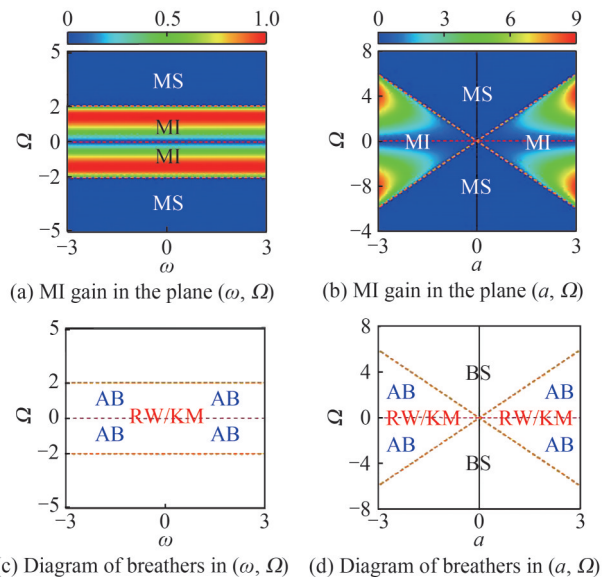 0 0.5 1.0
5
2
0
−2
−5
Ω
MS
MI
MI
MS
−3 0 3
ω
(a) MI gain in the plane (ω, Ω)
0 3 6 9
8
4
0
−8
−4
Ω
MS
MI MI
MS
−3 0 3
a
(b) MI gain in the plane (a, Ω)
5
2
0
−2
−5
Ω
AB AB
RW/KM
AB AB
−3 0 3
ω
(c) Diagram of breathers in (ω, Ω)
8
4
0
−4
−8
Ω
BS
AB AB
RW/KM RW/KM
AB AB
BS
−3 0 3
a
(d) Diagram of breathers in (a, Ω)